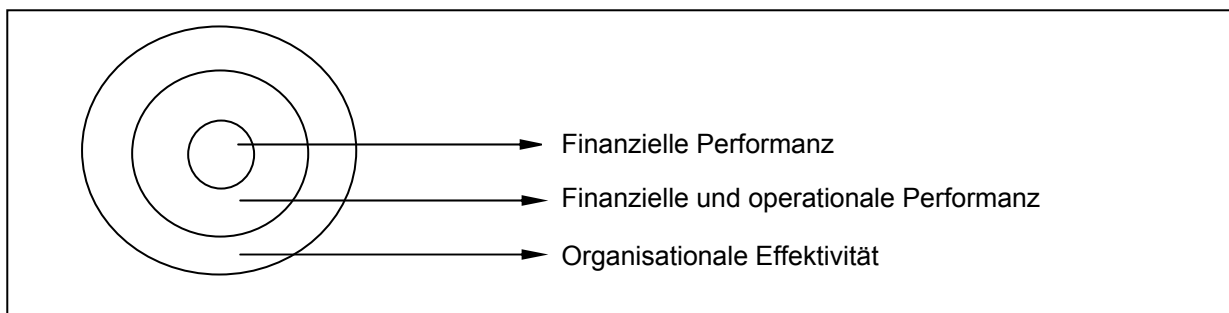 Finanzielle Performanz
Finanzielle und operationale Performanz
Organisationale Effektivität